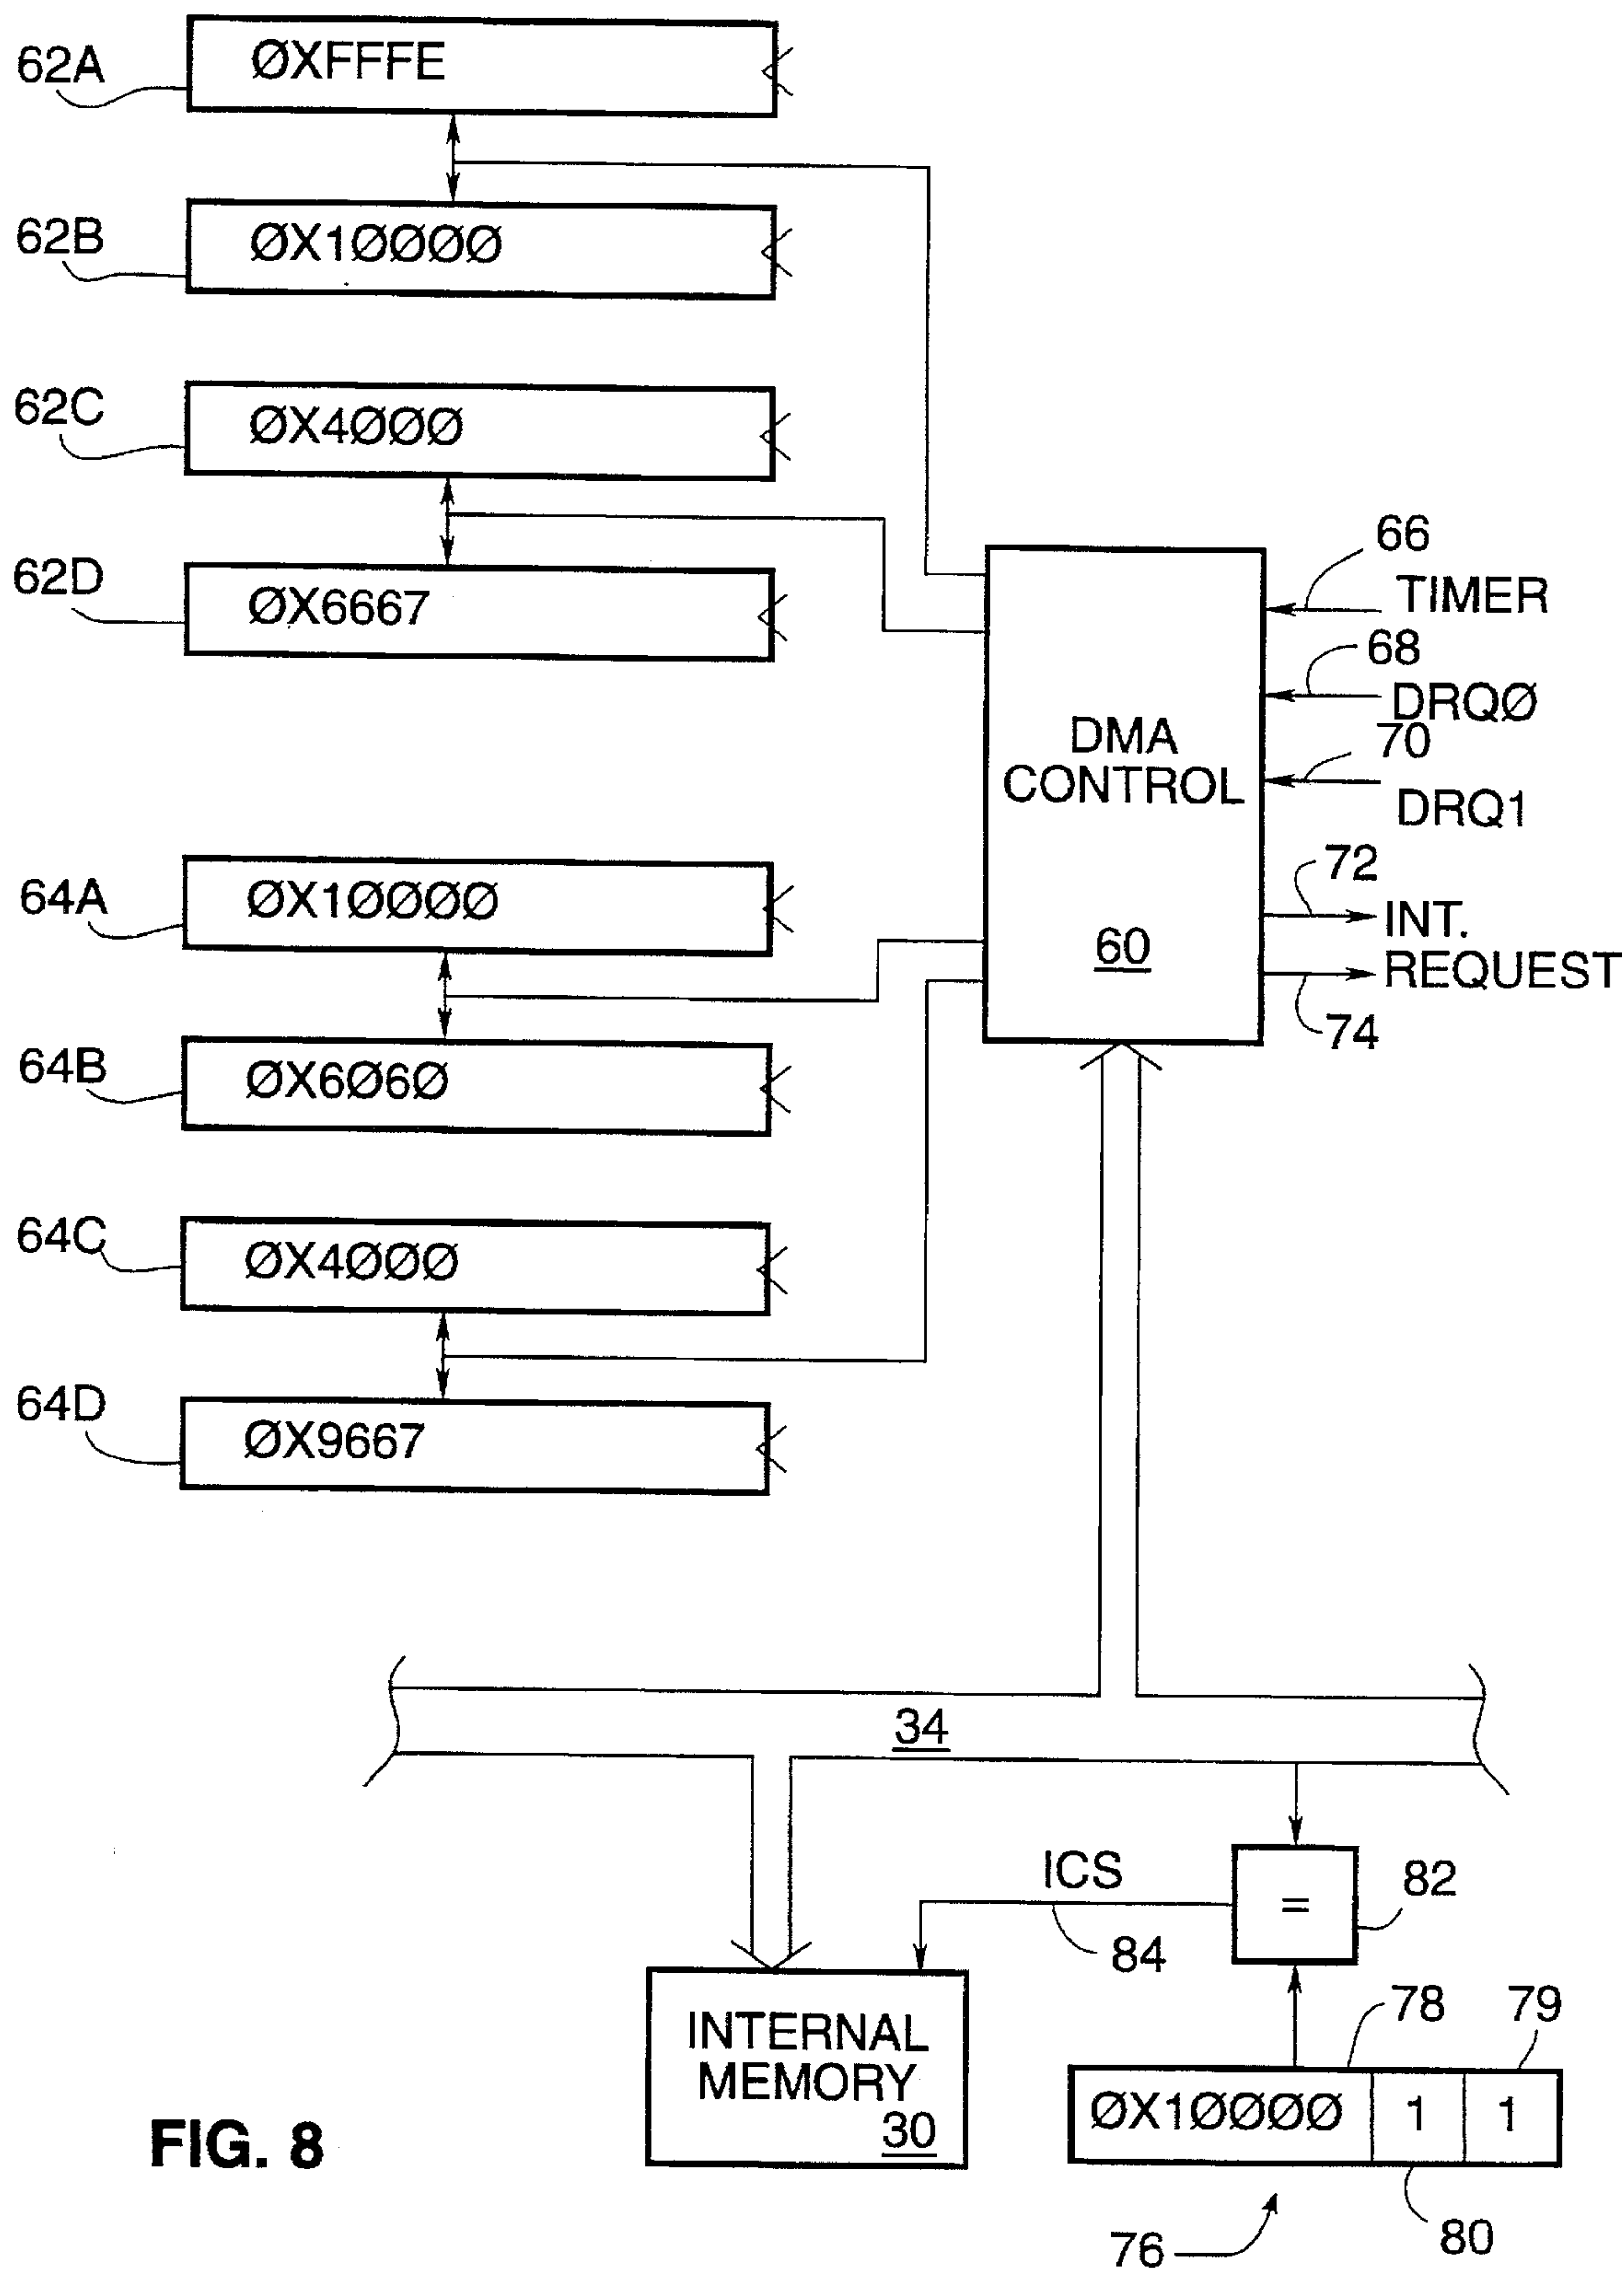 62A
ØXFFFE
62B
ØX1ØØØØ
62C
ØX4ØØØ
62D
ØX6667
66
TIMER
68
DRQØ
70
DRQ1
DMA
CONTROL
60
72
INT.
REQUEST
74
64A
ØX1ØØØØ
64B
ØX6Ø6Ø
64C
ØX4ØØØ
64D
ØX9667
34
ICS
=
82
84
INTERNAL
MEMORY
30
78
79
ØX1ØØØØ 1 1
76
80
FIG. 8